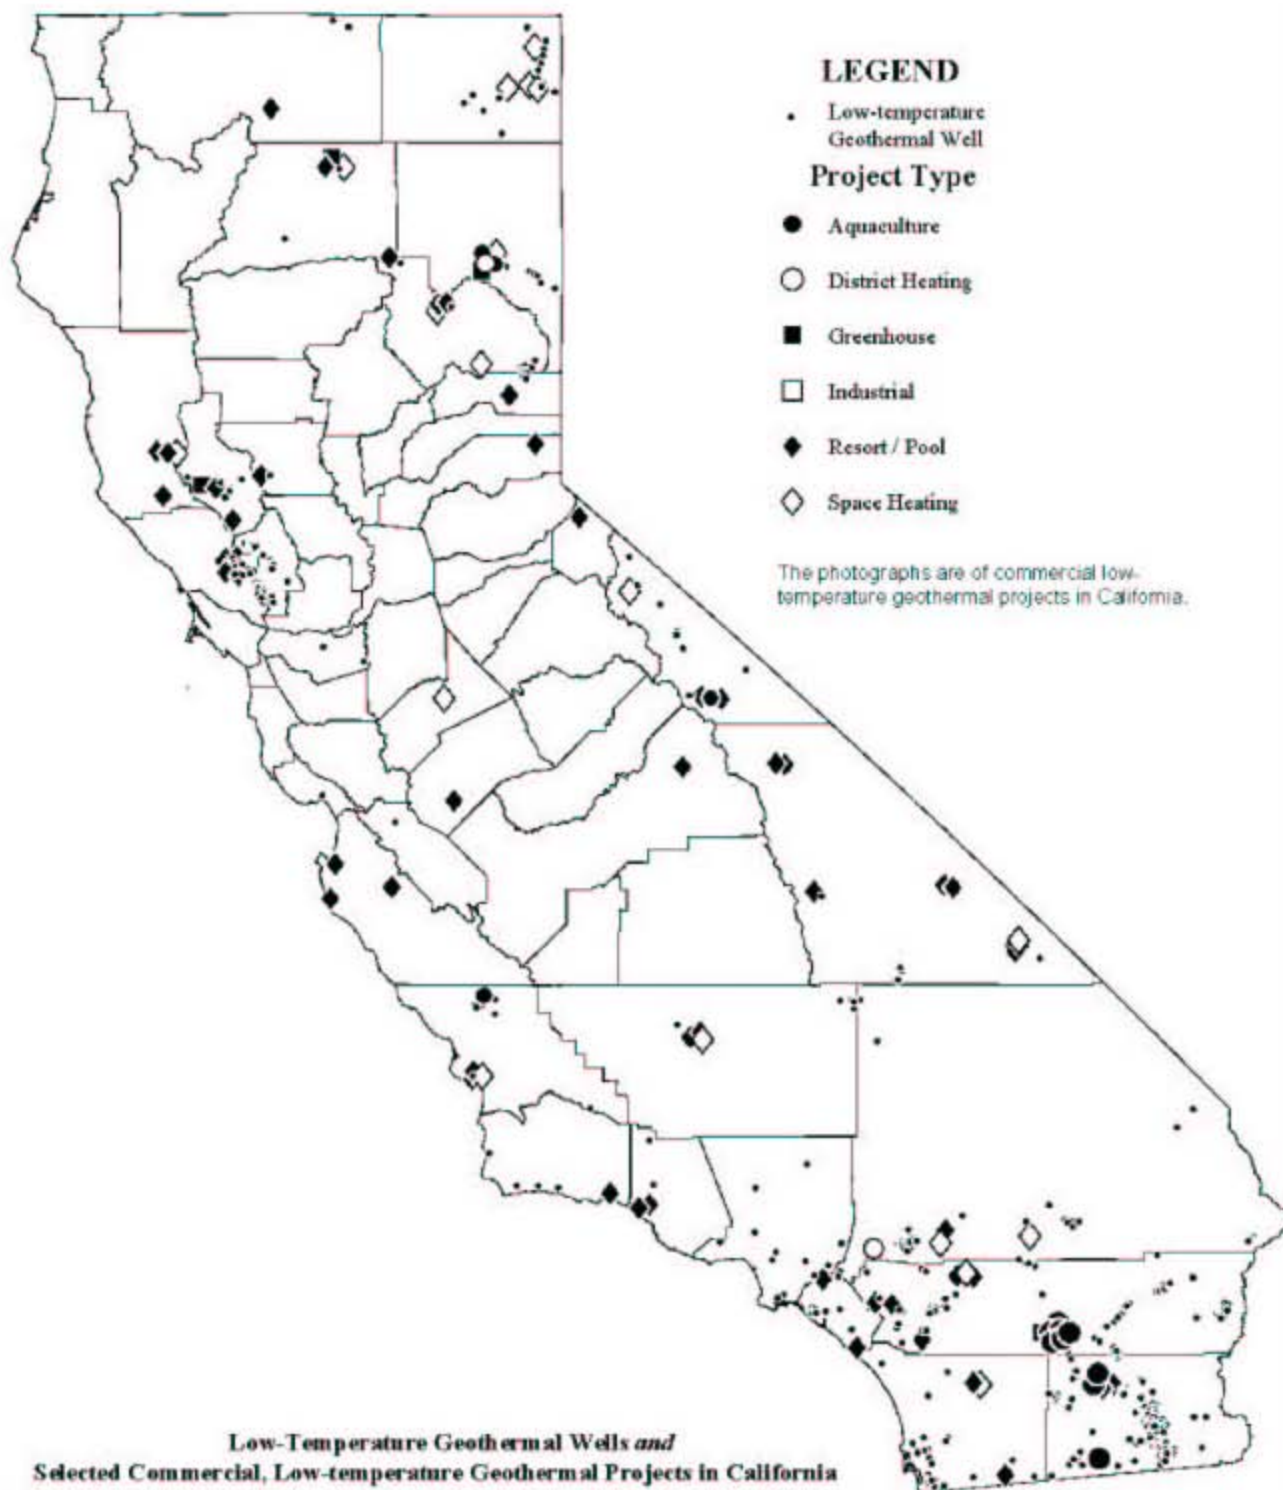 LEGEND
Low-temperature
Geothermal Well
Project Type
Aquaculture
District Heating
Greenhouse
Industrial
Resort / Pool
Space Heating
The photographs are of commercial low-
temperature geothermal projects in California.
Low-Temperature Geothermal Wells and
Selected Commercial, Low-temperature Geothermal Projects in California